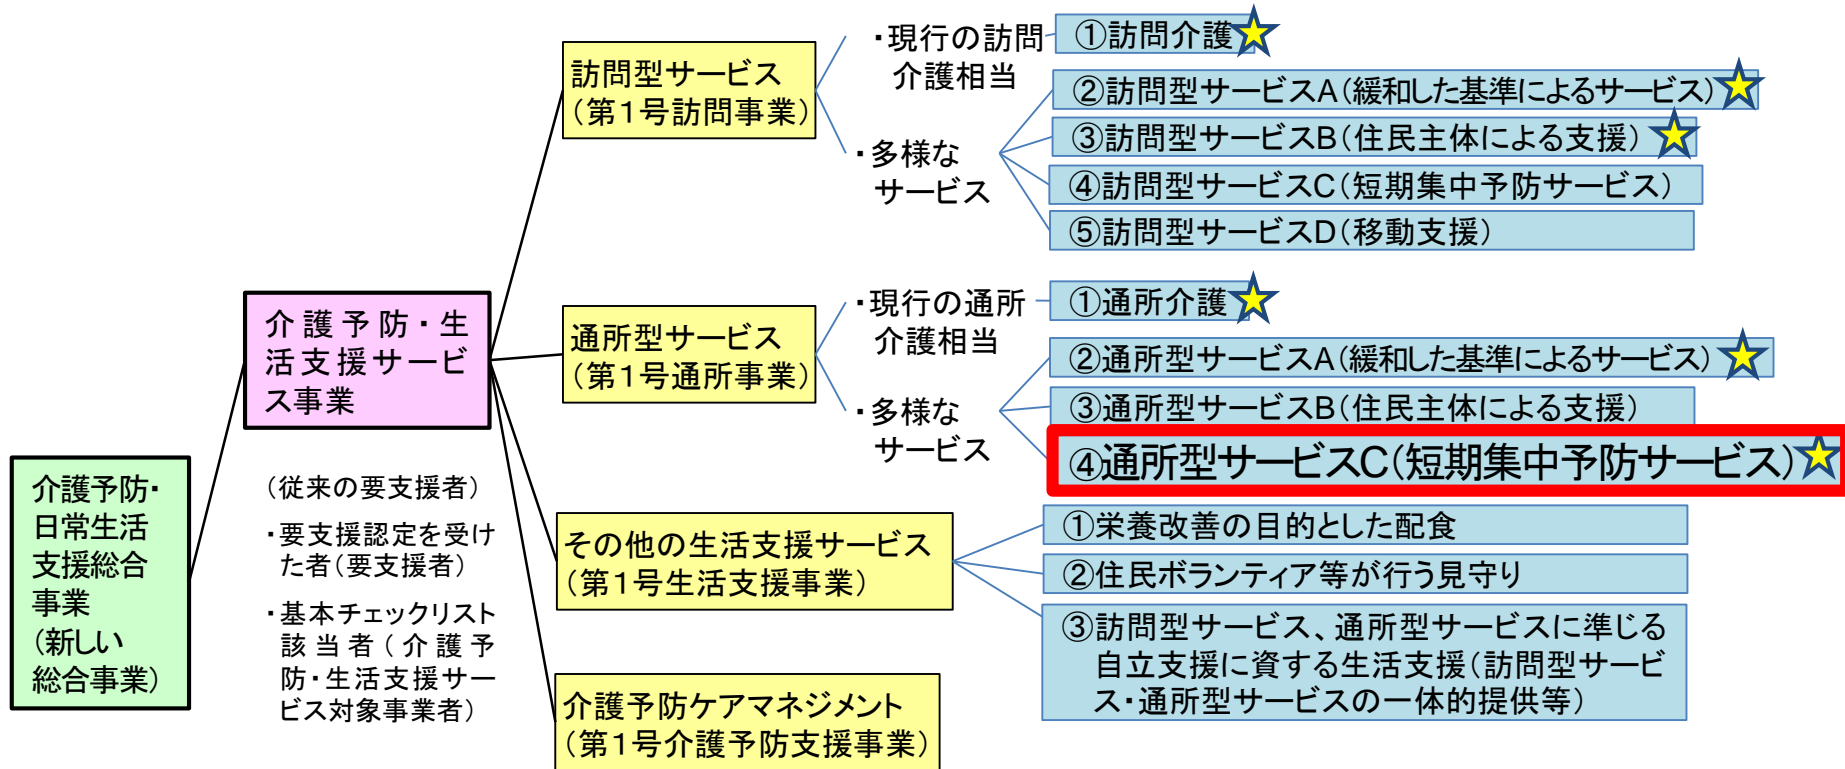 介護予防・
日常生活
支援総合
事業
(新しい
総合事業)
介護予防・生
活支援サービ
ス事業
(従来の要支援者)
・要支援認定を受け
た者(要支援者)
・基本チェックリスト
該当者(介護予
防・生活支援サー
ビス対象事業者)
訪問型サービス
(第1号訪問事業)
・現行の訪問
介護相当
①訪問介護
・多様な
サービス
②訪問型サービスA(緩和した基準によるサービス)
③訪問型サービスB(住民主体による支援)
④訪問型サービスC(短期集中予防サービス)
⑤訪問型サービスD(移動支援)
通所型サービス
(第1号通所事業)
・現行の通所
介護相当
①通所介護
・多様な
サービス
②通所型サービスA(緩和した基準によるサービス)
③通所型サービスB(住民主体による支援)
④通所型サービスC(短期集中予防サービス)
その他の生活支援サービス
(第1号生活支援事業)
①栄養改善の目的とした配食
②住民ボランティア等が行う見守り
③訪問型サービス、通所型サービスに準じる
自立支援に資する生活支援(訪問型サービ
ス・通所型サービスの一体的提供等)
介護予防ケアマネジメント
(第1号介護予防支援事業)